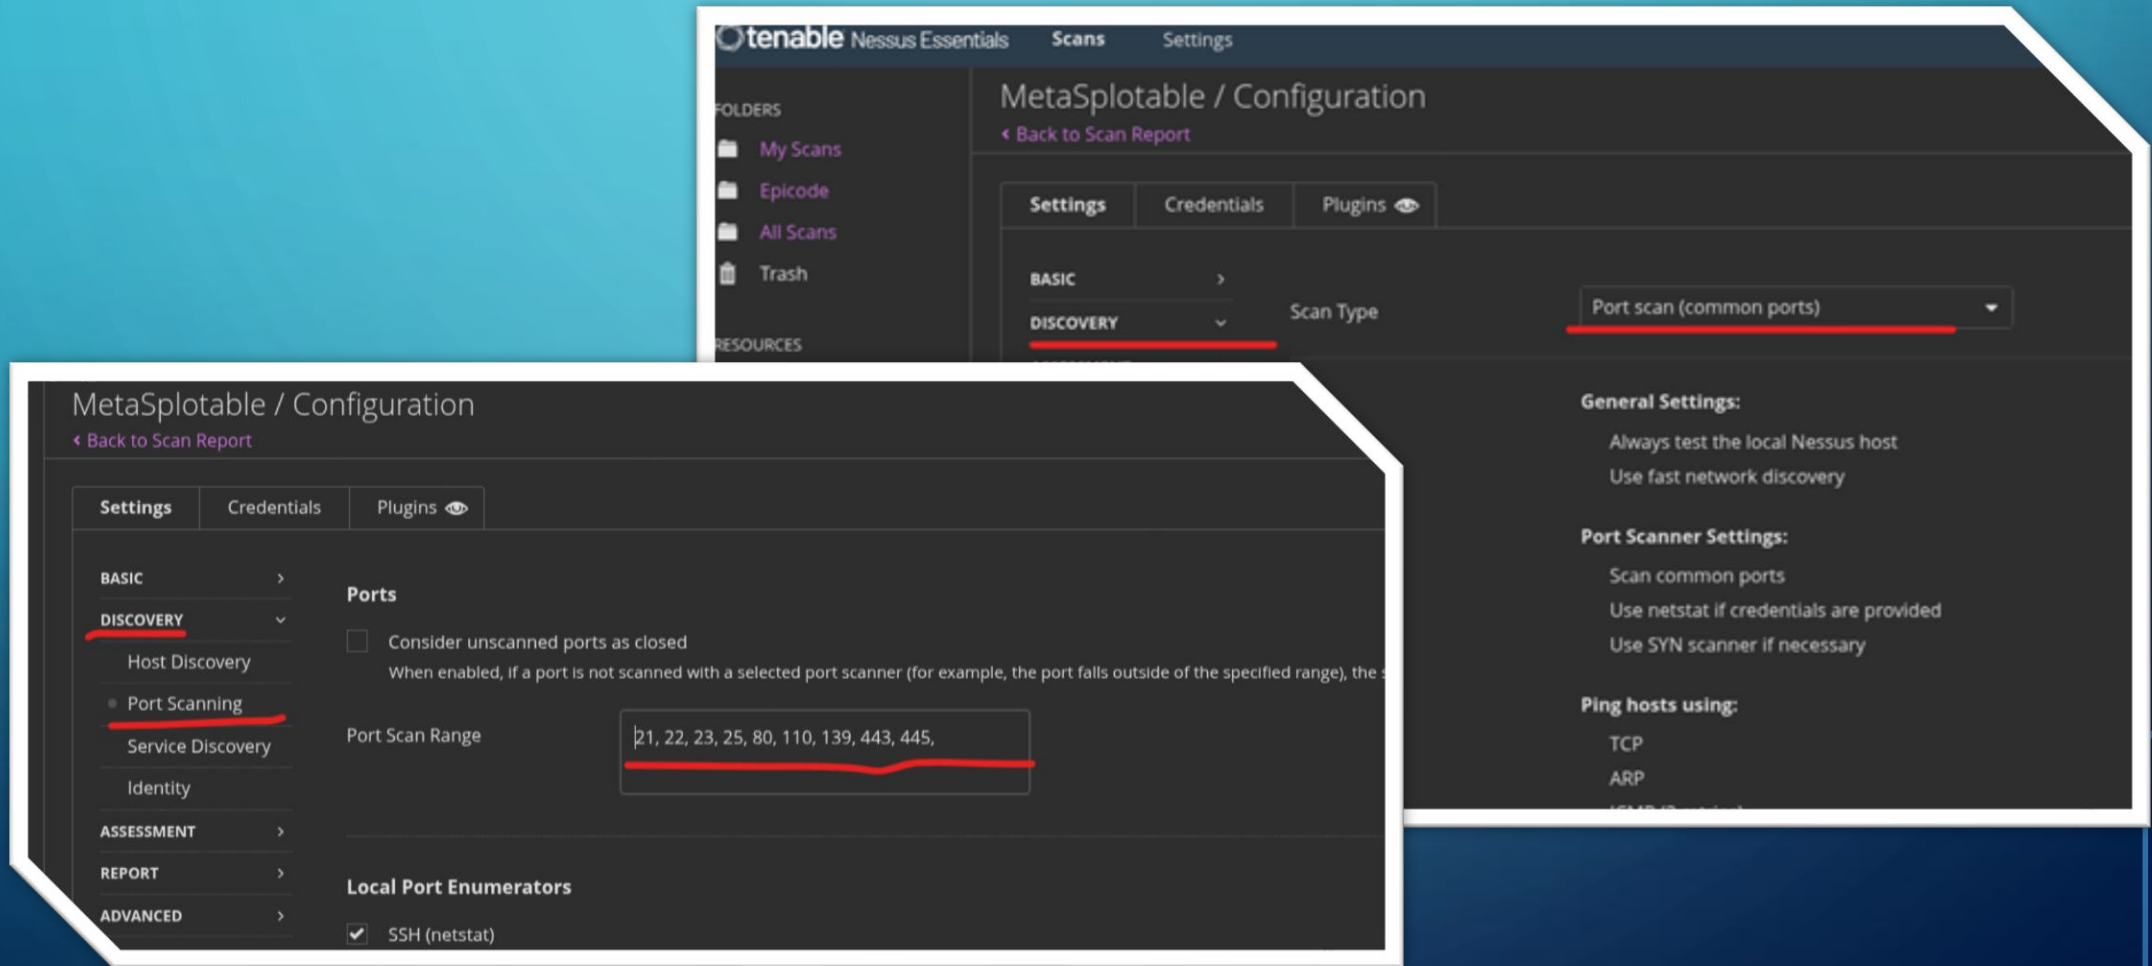 tenable Nessus Essentials Scans Settings
FOLDERS
My Scans
Epicode
All Scans
Trash
RESOURCES
MetaSplotable / Configuration
Back to Scan Report
Settings Credentials Plugins
BASIC
DISCOVERY
Scan Type Port scan (common ports)
General Settings:
Always test the local Nessus host
Use fast network discovery
Port Scanner Settings:
Scan common ports
Use netstat if credentials are provided
Use SYN scanner if necessary
Ping hosts using:
TCP
ARP
MetaSplotable / Configuration
Back to Scan Report
Settings Credentials Plugins
BASIC
DISCOVERY
Host Discovery
Port Scanning
Service Discovery
Identity
ASSESSMENT
REPORT
ADVANCED
Ports
Consider unscanned ports as closed
When enabled, if a port is not scanned with a selected port scanner (for example, the port falls outside of the specified range), the
Port Scan Range 21, 22, 23, 25, 80, 110, 139, 443, 445,
Local Port Enumerators
SSH (netstat)